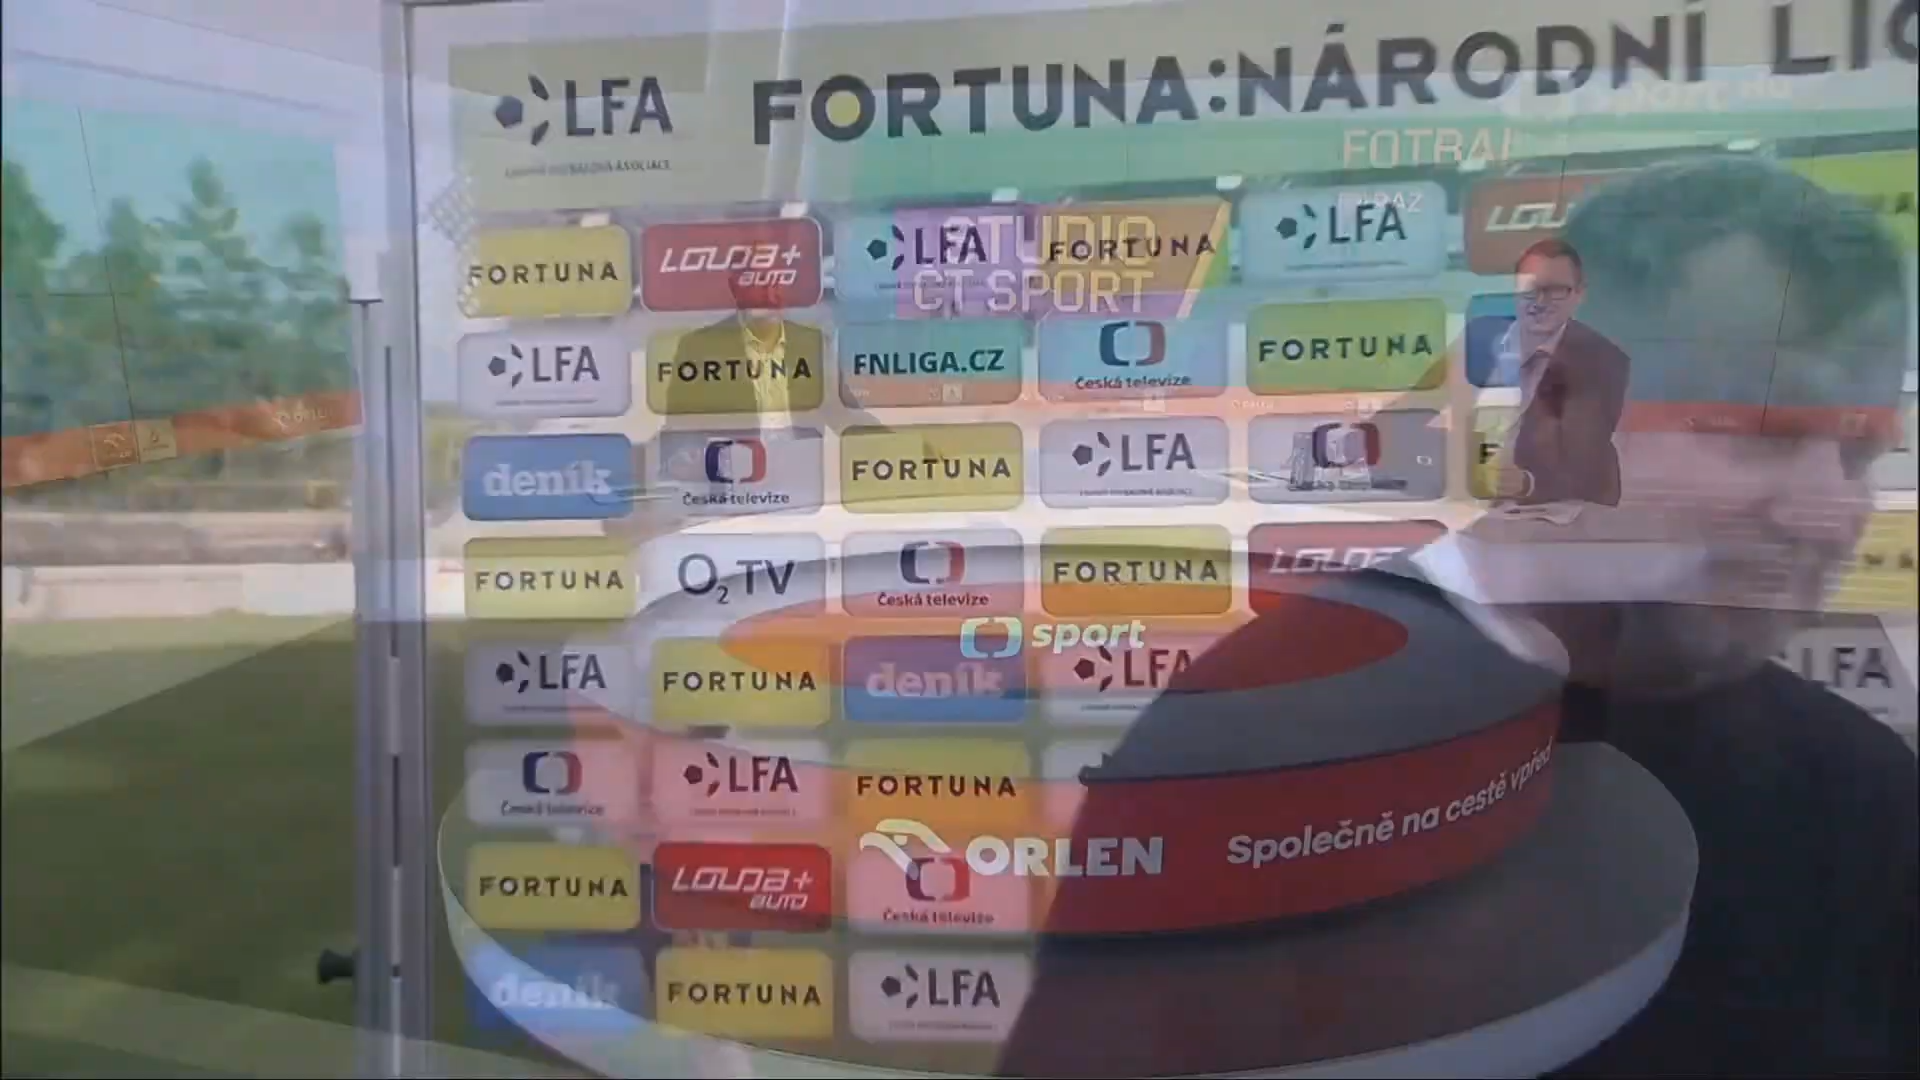 LFA
FORTUNA:NÁRODNÍ LIG
FOTBAL
FORTUNA
LOUDA+
auto
LFA
FORTUNA
LFA
STUDIO
ČT SPORT
LFA
FORTUNA
FNLIGA.CZ
Česká televize
FORTUNA
deník
Česká televize
FORTUNA
LFA
FORTUNA
O2 TV
Česká televize
FORTUNA
LOUDA
sport
LFA
FORTUNA
deník
LFA
LFA
Česká televize
LFA
FORTUNA
ORLEN
Společně na cestě vpřed
FORTUNA
LOUDA+
auto
Česká televize
deník
FORTUNA
LFA